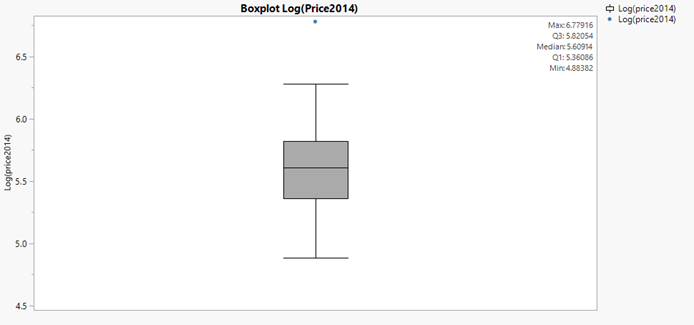 Boxplot Log(Price2014)
Max: 6.77916
Q3: 5.82054
Median: 5.60914
Q1: 5.36086
Min: 4.88382
Log(price2014)
Log(price2014)
Log(price2014)
6.5
6.0
5.5
5.0
4.5